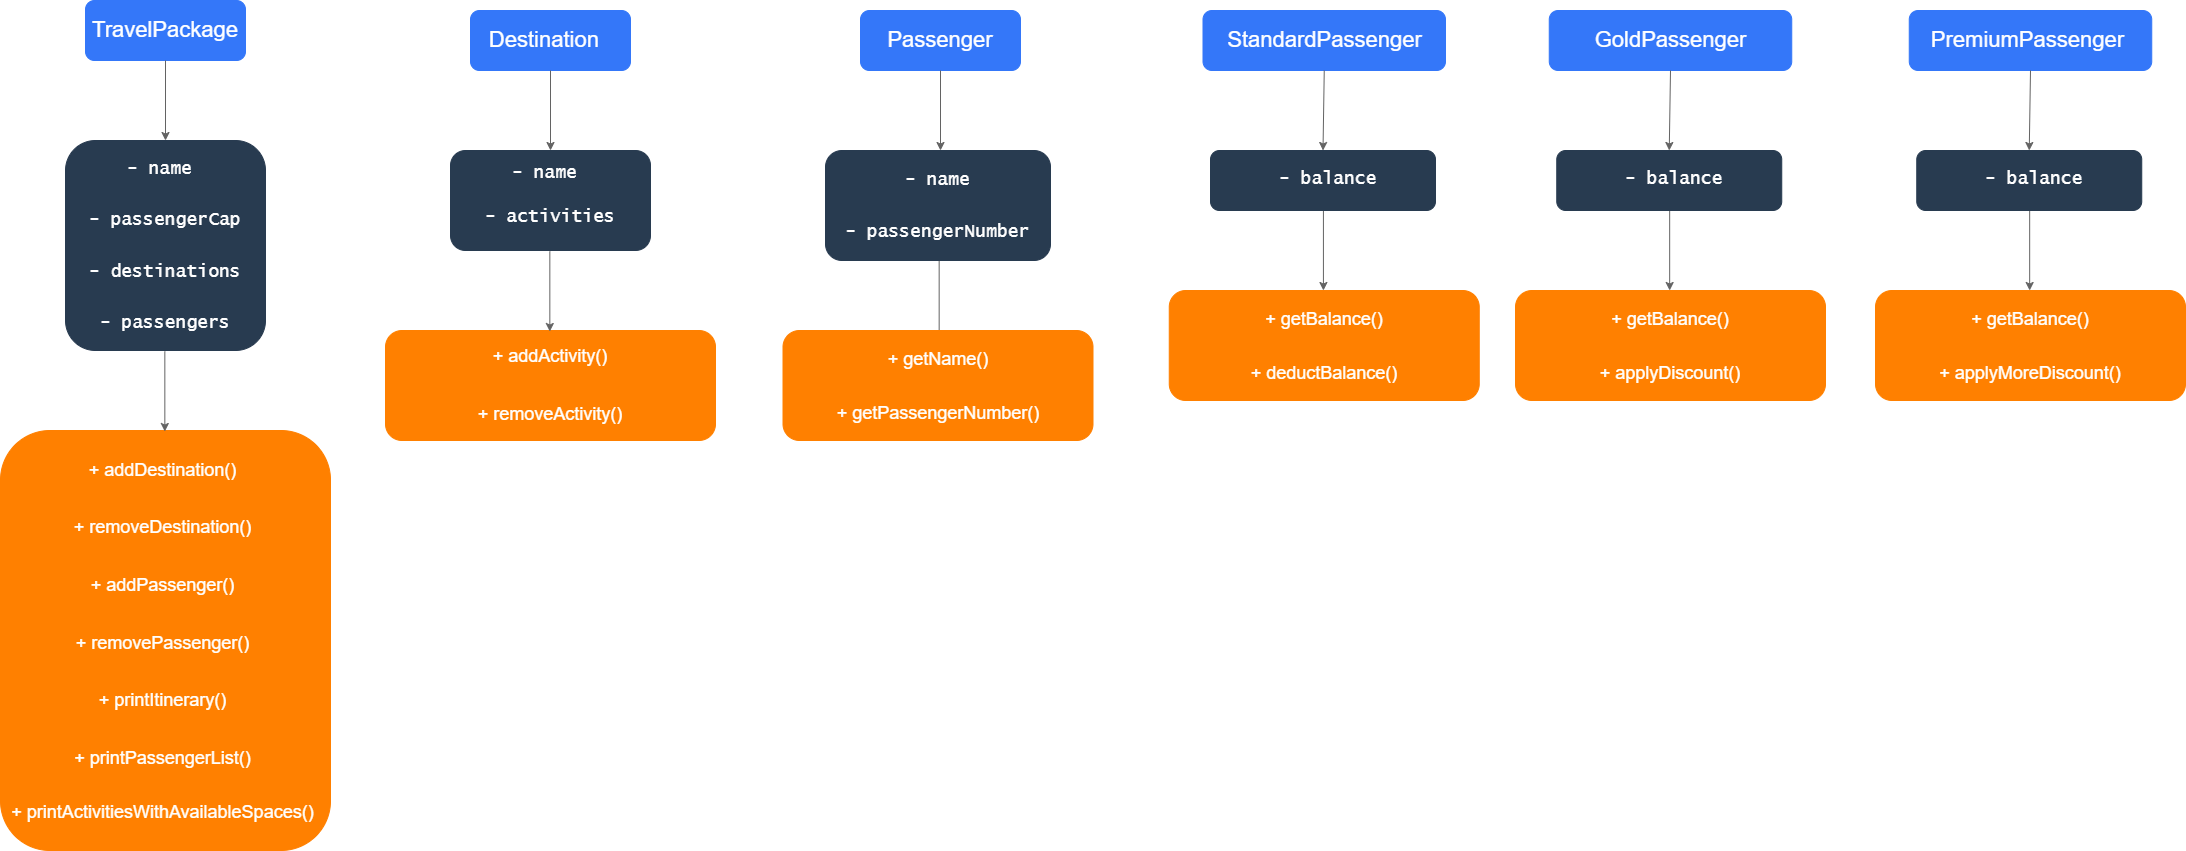 TravelPackage
- name
- passengerCap
- destinations
- passengers
+ addDestination()
+ removeDestination()
+ addPassenger()
+ removePassenger()
+ printItinerary()
+ printPassengerList()
+ printActivitiesWithAvailableSpaces()
Destination
- name
- activities
+ addActivity()
+ removeActivity()
Passenger
- name
- passengerNumber
+ getName()
+ getPassengerNumber()
StandardPassenger
- balance
+ getBalance()
+ deductBalance()
GoldPassenger
- balance
+ getBalance()
+ applyDiscount()
PremiumPassenger
- balance
+ getBalance()
+ applyMoreDiscount()